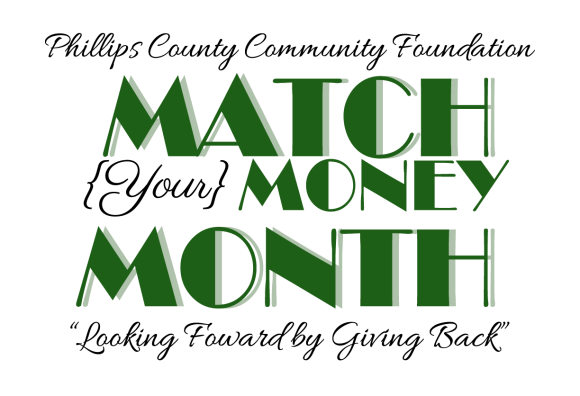 Phillips County Community Foundation
MATCH
{Your} MONEY
MONTH
"Looking Foward by Giving Back"